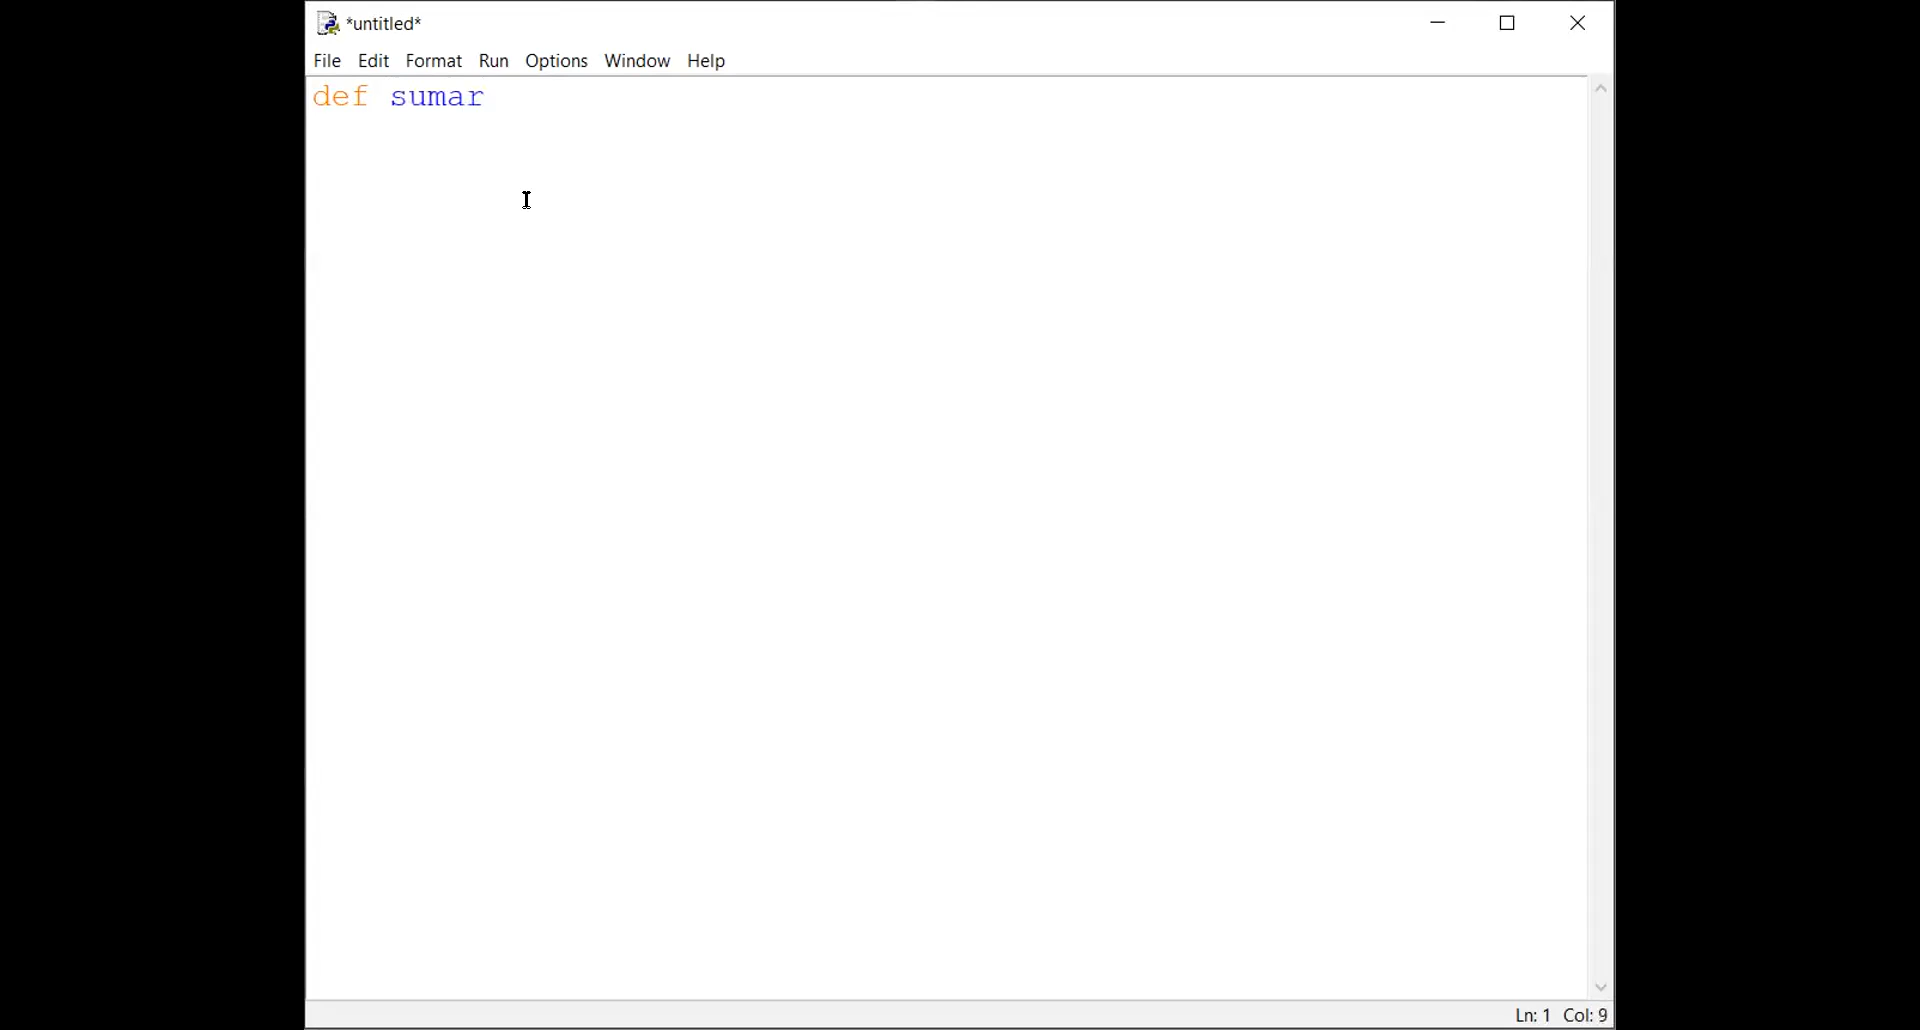 *untitled*
File Edit Format Run Options Window Help
def sumar
Ln: 1 Col: 9